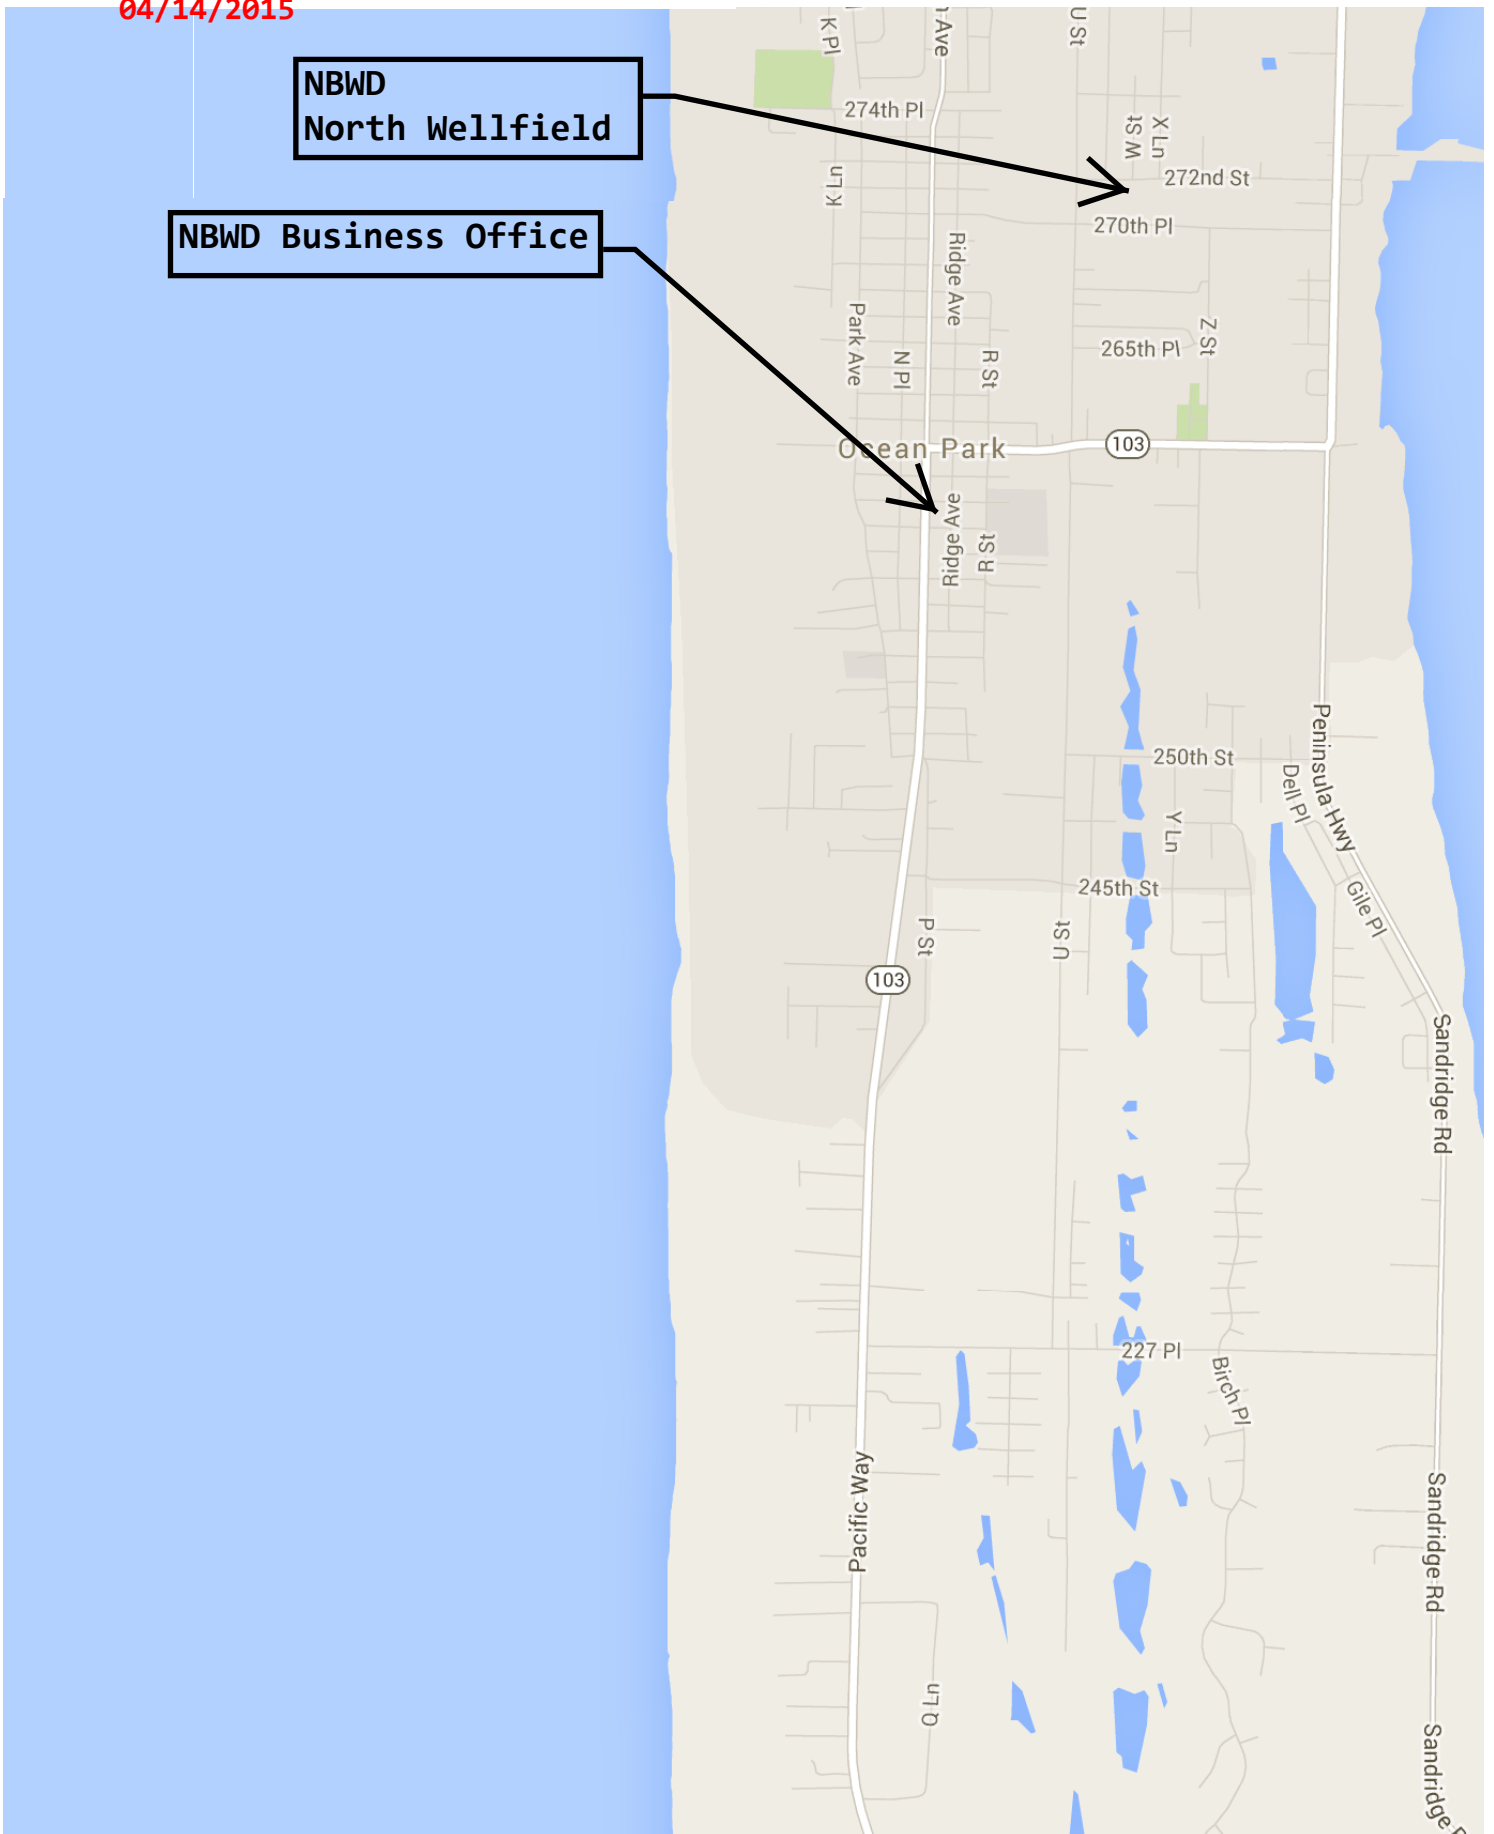 04/14/2015
NBWD
North Wellfield
NBWD Business Office
K Pl
Ave
U St
274th Pl
W St
X Ln
K Ln
272nd St
270th Pl
Ridge Ave
Park Ave
N Pl
R St
265th Pl
Z St
Ocean Park
103
Ridge Ave
R St
250th St
Peninsula Hwy
Dell Pl
Y Ln
245th St
Gile Pl
P St
U St
103
Sandridge Rd
227 Pl
Birch Pl
Pacific Way
Sandridge Rd
Q Ln
Sandridge